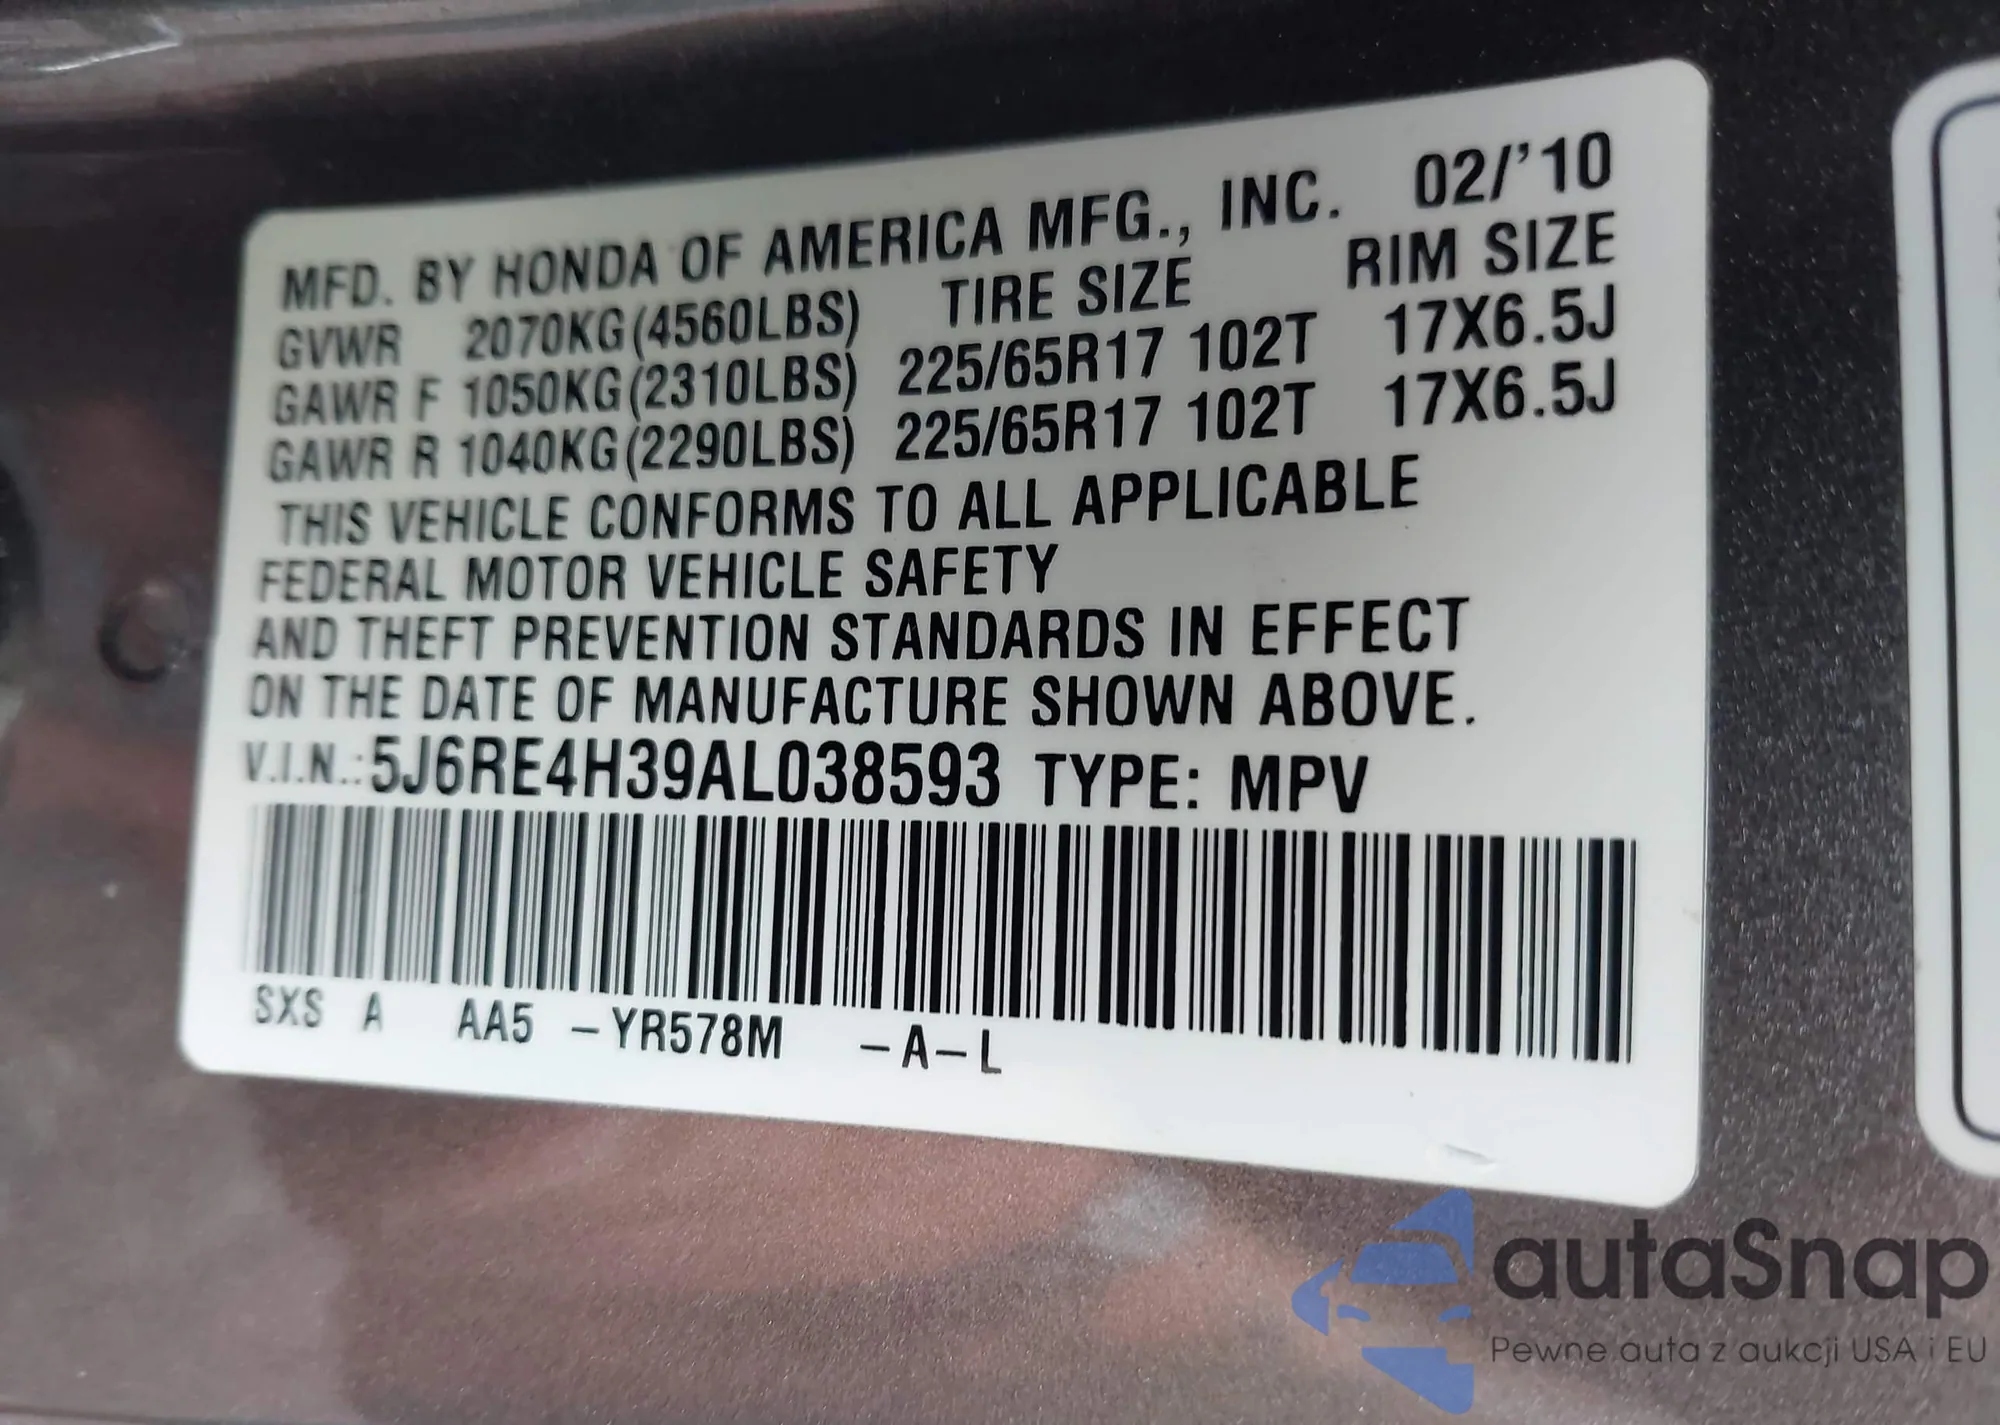 MFD. BY HONDA OF AMERICA MFG., INC. 02/'10
GVWR 2070KG(4560LBS) TIRE SIZE RIM SIZE
GAWR F 1050KG(2310LBS) 225/65R17 102T 17X6.5J
GAWR R 1040KG(2290LBS) 225/65R17 102T 17X6.5J
THIS VEHICLE CONFORMS TO ALL APPLICABLE
FEDERAL MOTOR VEHICLE SAFETY
AND THEFT PREVENTION STANDARDS IN EFFECT
ON THE DATE OF MANUFACTURE SHOWN ABOVE.
V.I.N.:5J6RE4H39AL038593 TYPE: MPV
SXS A AA5 -YR578M -A-L
autaSnap
Pewne auta z aukcji USA i EU